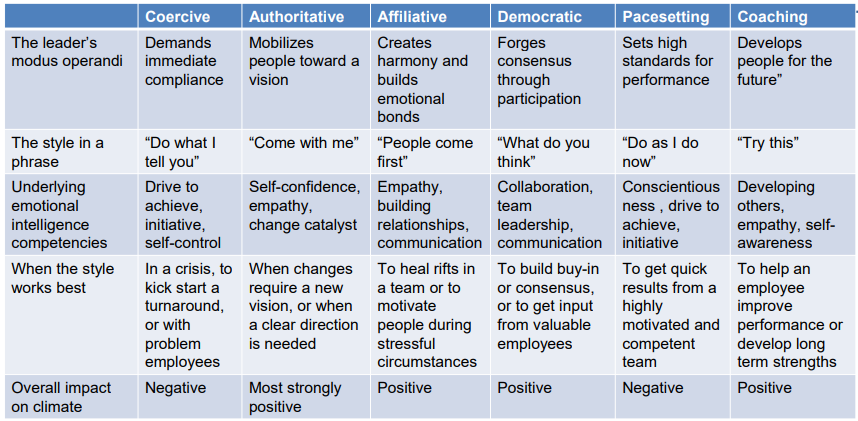 Coercive Authoritative Affiliative Democratic Pacesetting Coaching
The leader’s Demands Mobilizes Creates Forges Sets high Develops
modus operandi immediate people toward a harmony and consensus standards for people for the
compliance vision builds through performance future”
emotional participation
bonds
The style in a “Do what I “Come with me” “People come “What do you “Do as I do “Try this”
phrase tell you” first” think” now”
Underlying Drive to Self-confidence, Empathy, Collaboration, Conscientious Developing
emotional achieve, empathy, building team ness , drive to others,
intelligence initiative, change catalyst relationships, leadership, achieve, empathy, self-
competencies self-control communication communication initiative awareness
When the style In a crisis, to When changes To heal rifts in To build buy-in To get quick To help an
works best kick start a require a new a team or to or consensus, results from a employee
turnaround, vision, or when motivate or to get input highly improve
or with a clear direction people during from valuable motivated and performance or
problem is needed stressful employees competent develop long
employees circumstances team term strengths
Overall impact Negative Most strongly Positive Positive Negative Positive
on climate positive